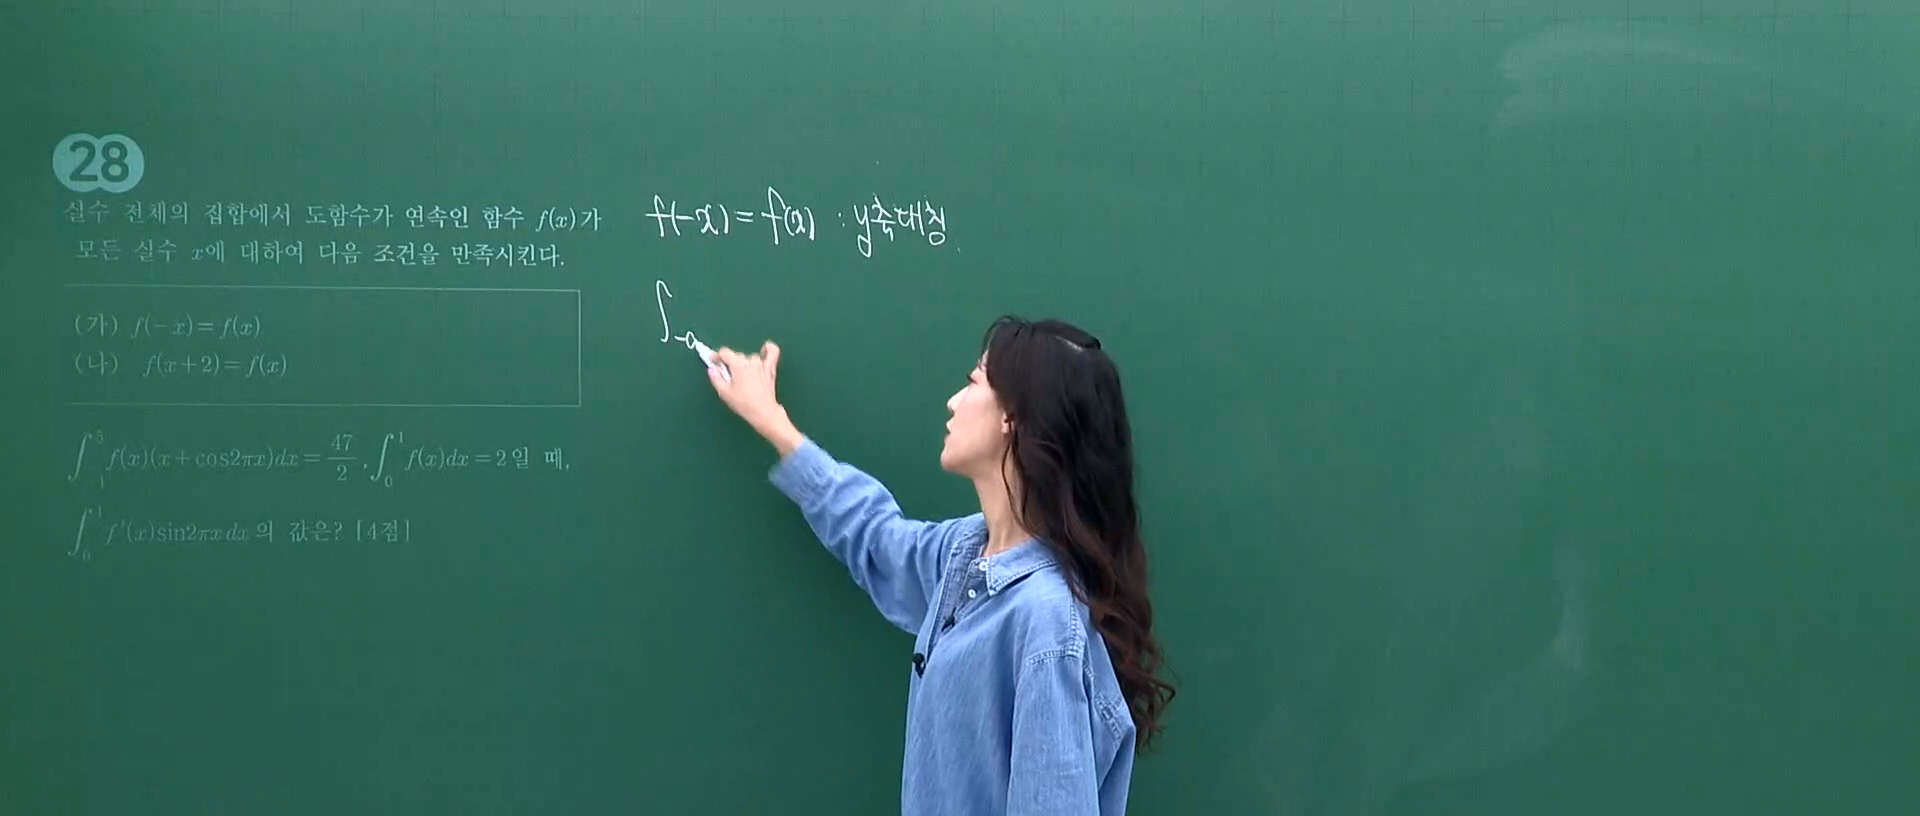 28
실수 전체의 집합에서 도함수가 연속인 함수 f(x)가
모든 실수 x에 대하여 다음 조건을 만족시킨다.
(가) f(-x)=f(x)
(나) f(x+2)=f(x)
∫₋₁⁵ f(x)(x+cos2πx)dx = 47/2, ∫₀¹ f(x)dx = 2일 때,
∫₀¹ f′(x)sin2πx dx의 값은? [4점]
f(-x) = f(x) : y축대칭.
∫₋ₐ